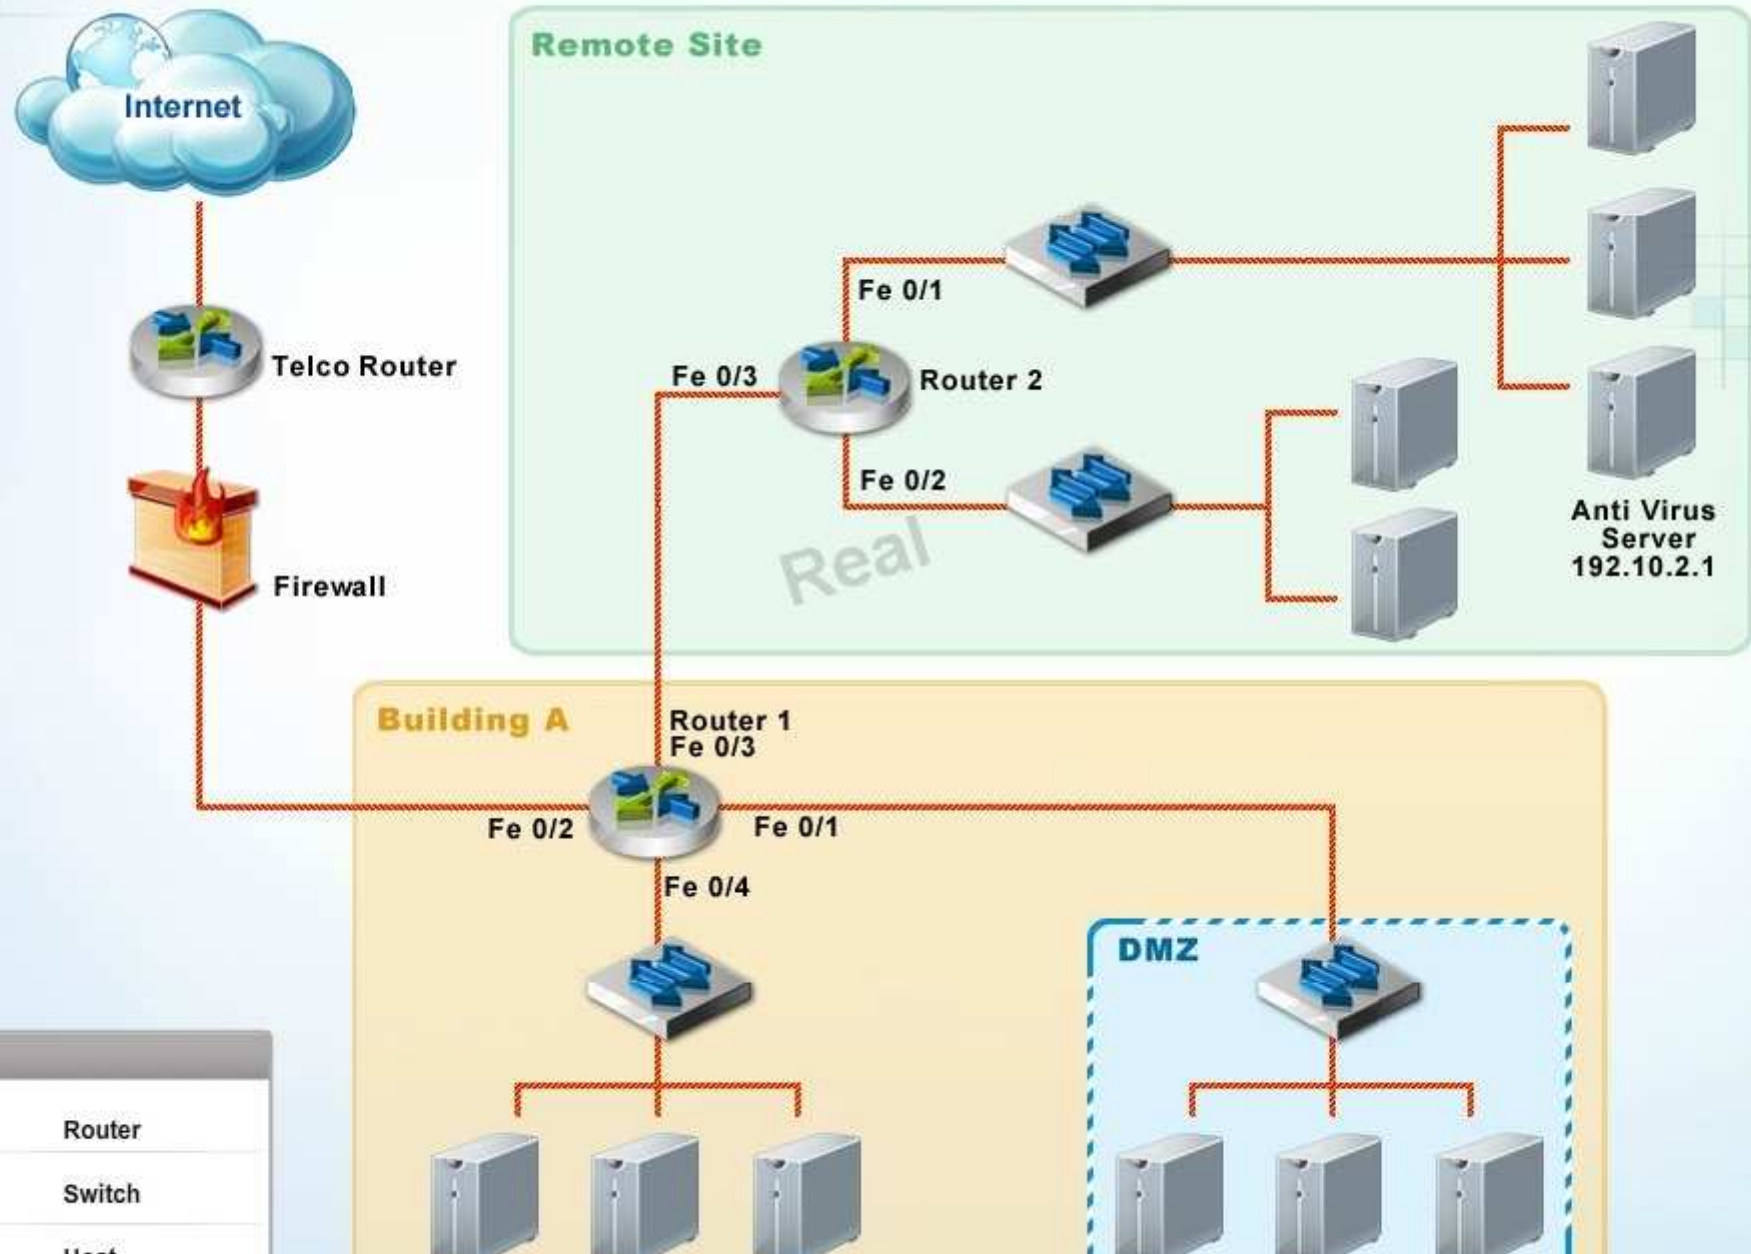 Internet
Remote Site
Fe 0/1
Telco Router
Fe 0/3
Router 2
Fe 0/2
Real
Anti Virus
Server
192.10.2.1
Firewall
Building A
Router 1
Fe 0/3
Fe 0/2
Fe 0/1
Fe 0/4
DMZ
Router
Switch
Host